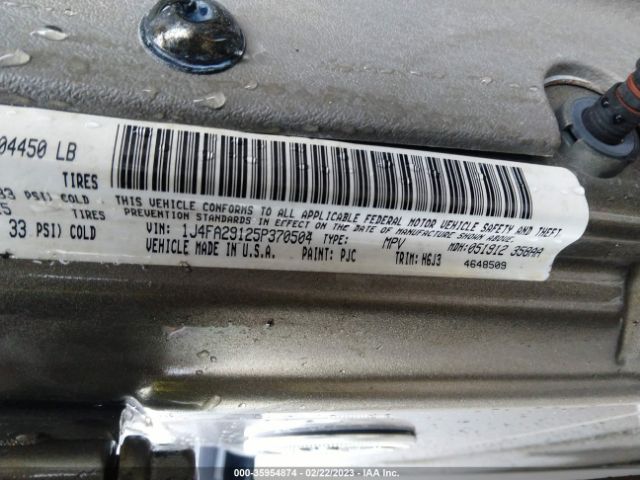 04450 LB
TIRES
33 PSI) COLD
TIRES
33 PSI) COLD
THIS VEHICLE CONFORMS TO ALL APPLICABLE FEDERAL MOTOR VEHICLE SAFETY AND THEFT
PREVENTION STANDARDS IN EFFECT ON THE DATE OF MANUFACTURE SHOWN ABOVE.
VIN: 1J4FA29125P370504 TYPE: MPV MDH:051912 356AA
VEHICLE MADE IN U.S.A. PAINT: PJC TRIM: H6J3 4648509
000-35954874 / 02/22/2023 - IAA Inc.